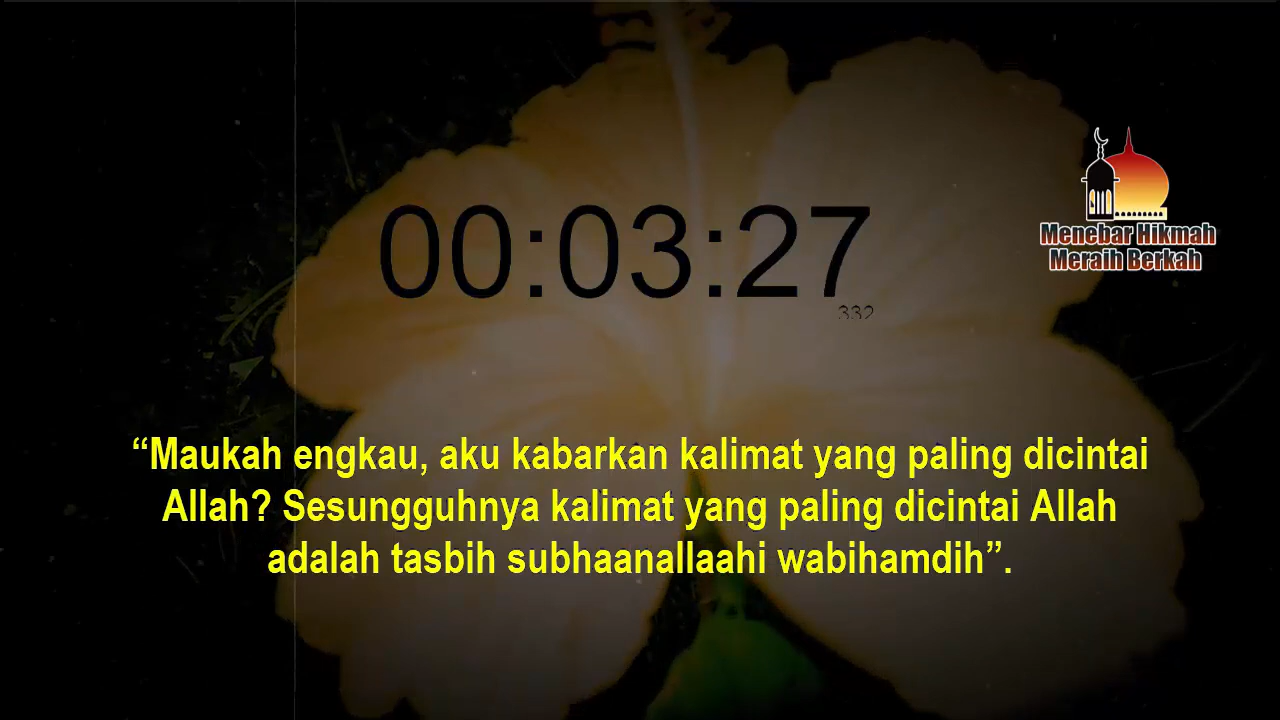 00:03:27
332
Menebar Hikmah
Meraih Berkah
“Maukah engkau, aku kabarkan kalimat yang paling dicintai
Allah? Sesungguhnya kalimat yang paling dicintai Allah
adalah tasbih subhaanallaahi wabihamdih”.